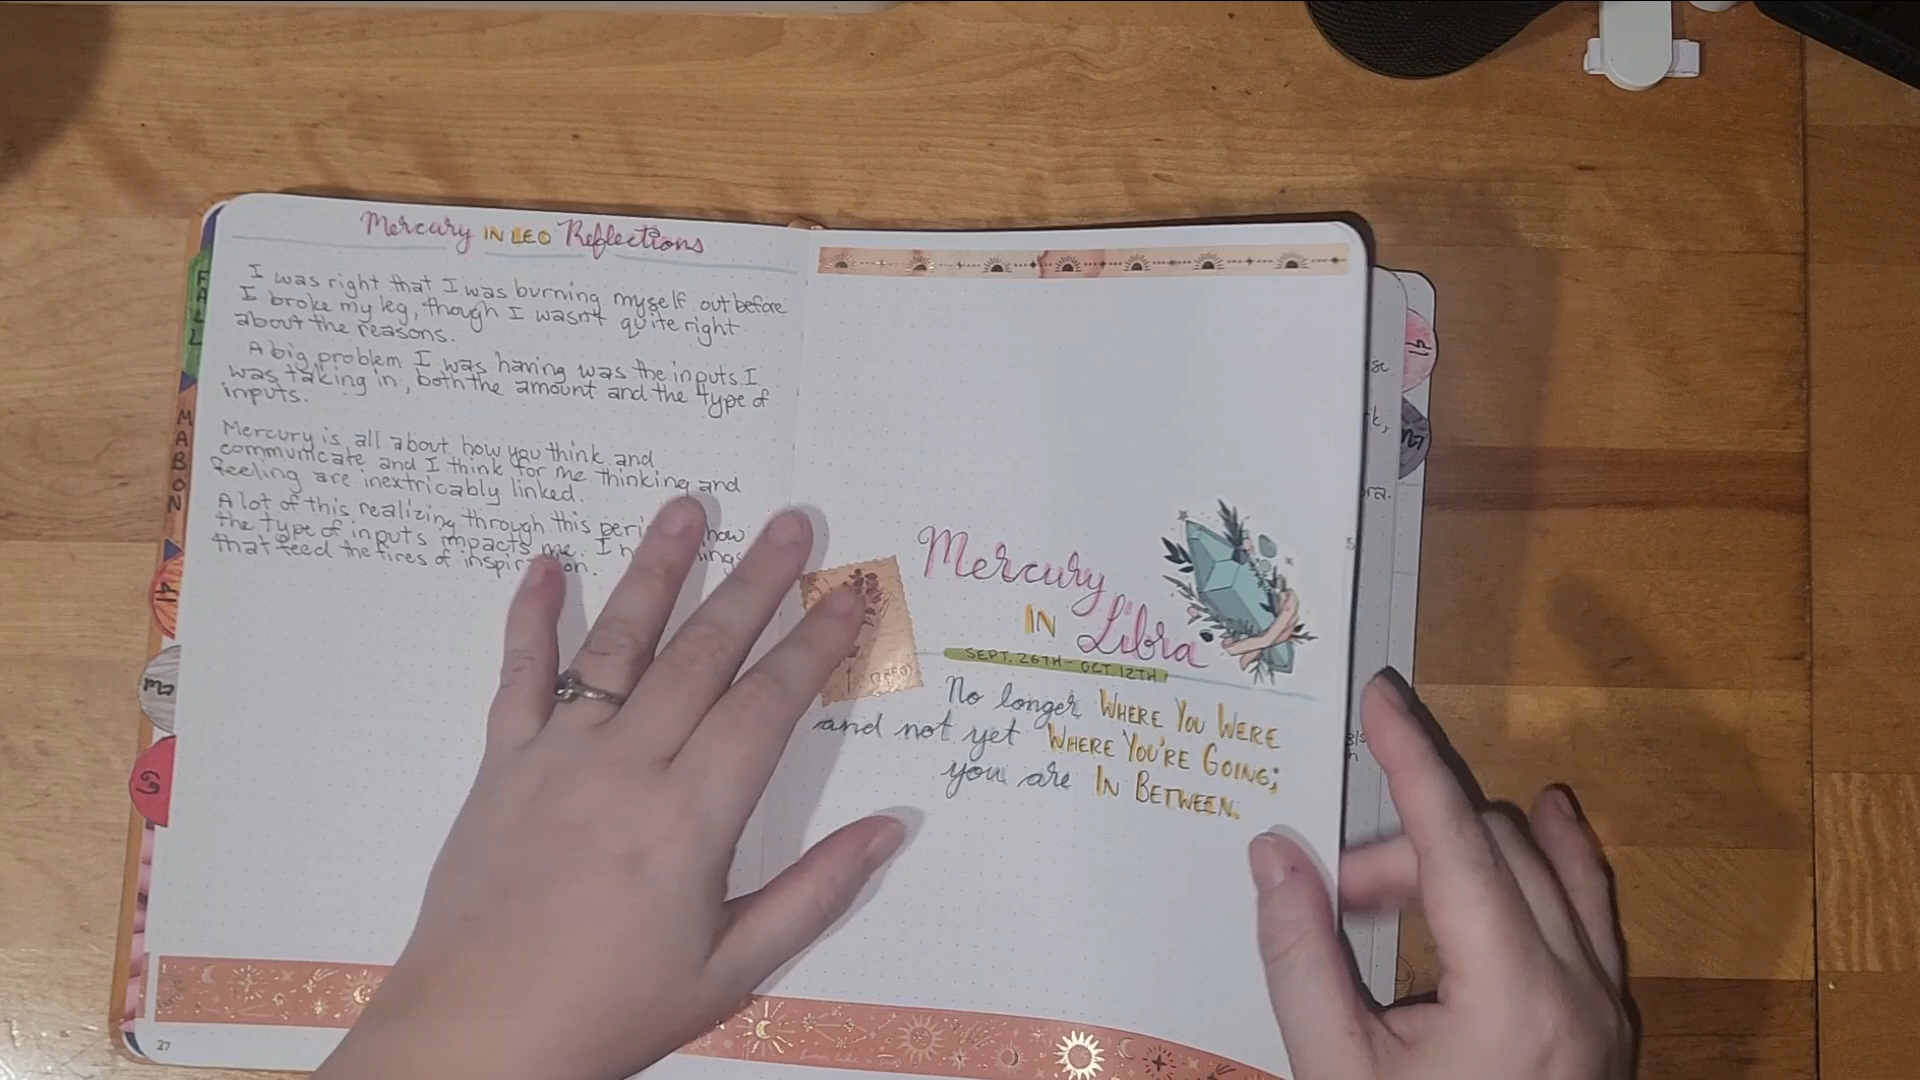 Mercury IN LEO Reflections
I was right that I was burning myself out before
I broke my leg, though I wasn't quite right
about the reasons.
A big problem I was having was the inputs I
was taking in, both the amount and the type of
inputs.
Mercury is all about how you think and
communicate and I think for me thinking and
feeling are inextricably linked.
A lot of this realizing through this how
the type of inputs impacts me. I
that feed the fires of inspiration.
37
FALL
MABON
Mercury
IN Libra
SEPT. 26TH - OCT. 12TH
No longer WHERE YOU WERE
and not yet WHERE YOU'RE GOING;
you are IN BETWEEN.